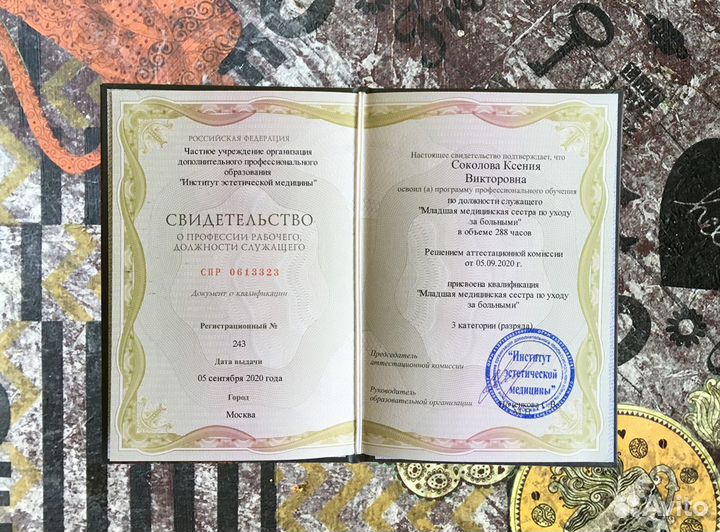 РОССИЙСКАЯ ФЕДЕРАЦИЯ
Частное учреждение организация
дополнительного профессионального
образования
"Институт эстетической медицины"
СВИДЕТЕЛЬСТВО
О ПРОФЕССИИ РАБОЧЕГО,
ДОЛЖНОСТИ СЛУЖАЩЕГО
СПР 0613323
Документ о квалификации
Регистрационный №
243
Дата выдачи
05 сентября 2020 года
Город
Москва
Настоящее свидетельство подтверждает, что
Соколова Ксения
Викторовна
освоил (а) программу профессионального обучения
по должности служащего
"Младшая медицинская сестра по уходу
за больными"
в объеме 288 часов
Решением аттестационной комиссии
от 05.09.2020 г.
присвоена квалификация
"Младшая медицинская сестра по уходу
за больными"
3 категории (разряда)
Председатель
аттестационной комиссии
Руководитель
образовательной организации
"Институт
эстетической
медицины"
Avito